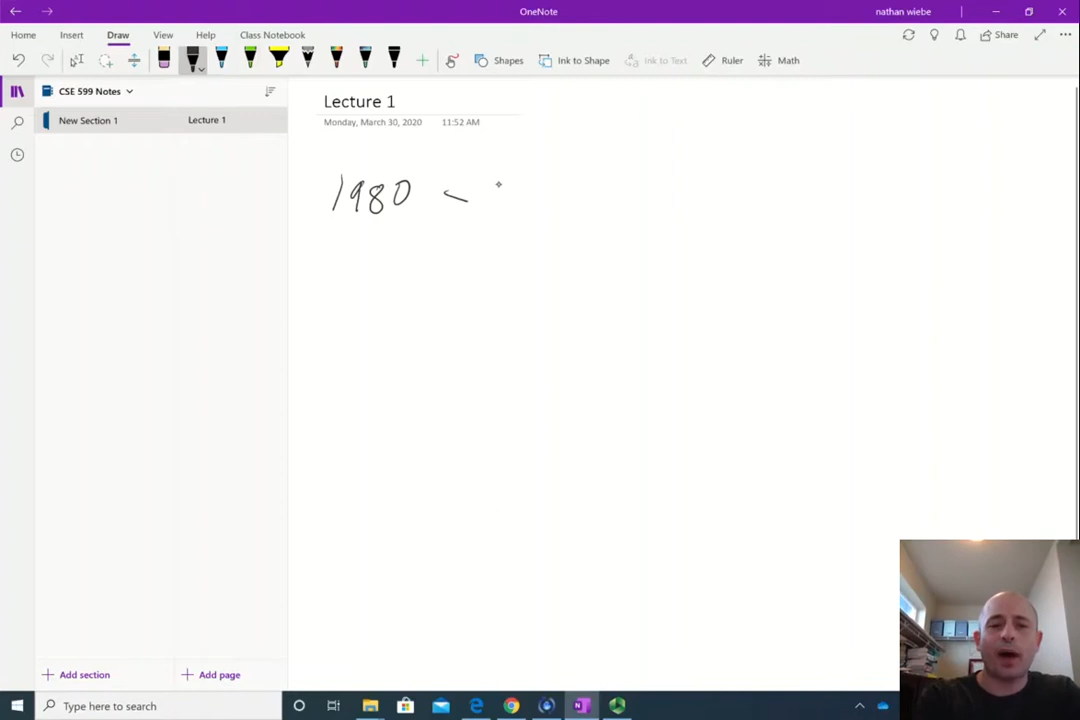 OneNote
nathan wiebe
Home Insert Draw View Help Class Notebook
Share
Shapes Ink to Shape Ink to Text Ruler Math
CSE 599 Notes
New Section 1 Lecture 1
Lecture 1
Monday, March 30, 2020 11:52 AM
1980 -
Add section Add page
Type here to search